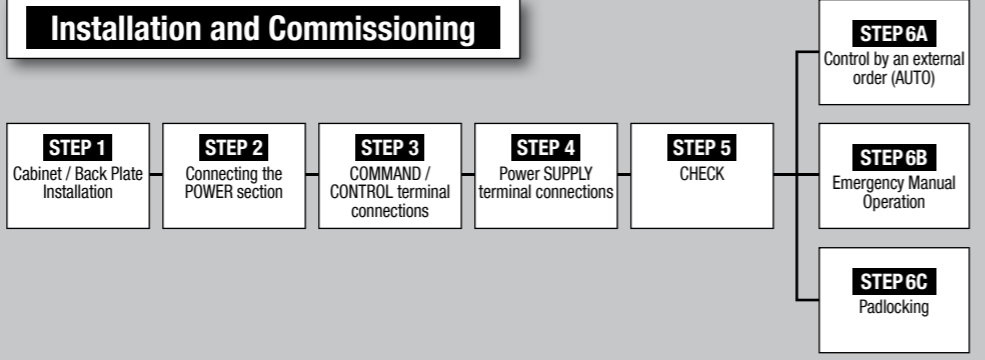 Installation and Commissioning
STEP 1
Cabinet / Back Plate
Installation
STEP 2
Connecting the
POWER section
STEP 3
COMMAND /
CONTROL terminal
connections
STEP 4
Power SUPPLY
terminal connections
STEP 5
CHECK
STEP 6A
Control by an external
order (AUTO)
STEP 6B
Emergency Manual
Operation
STEP 6C
Padlocking